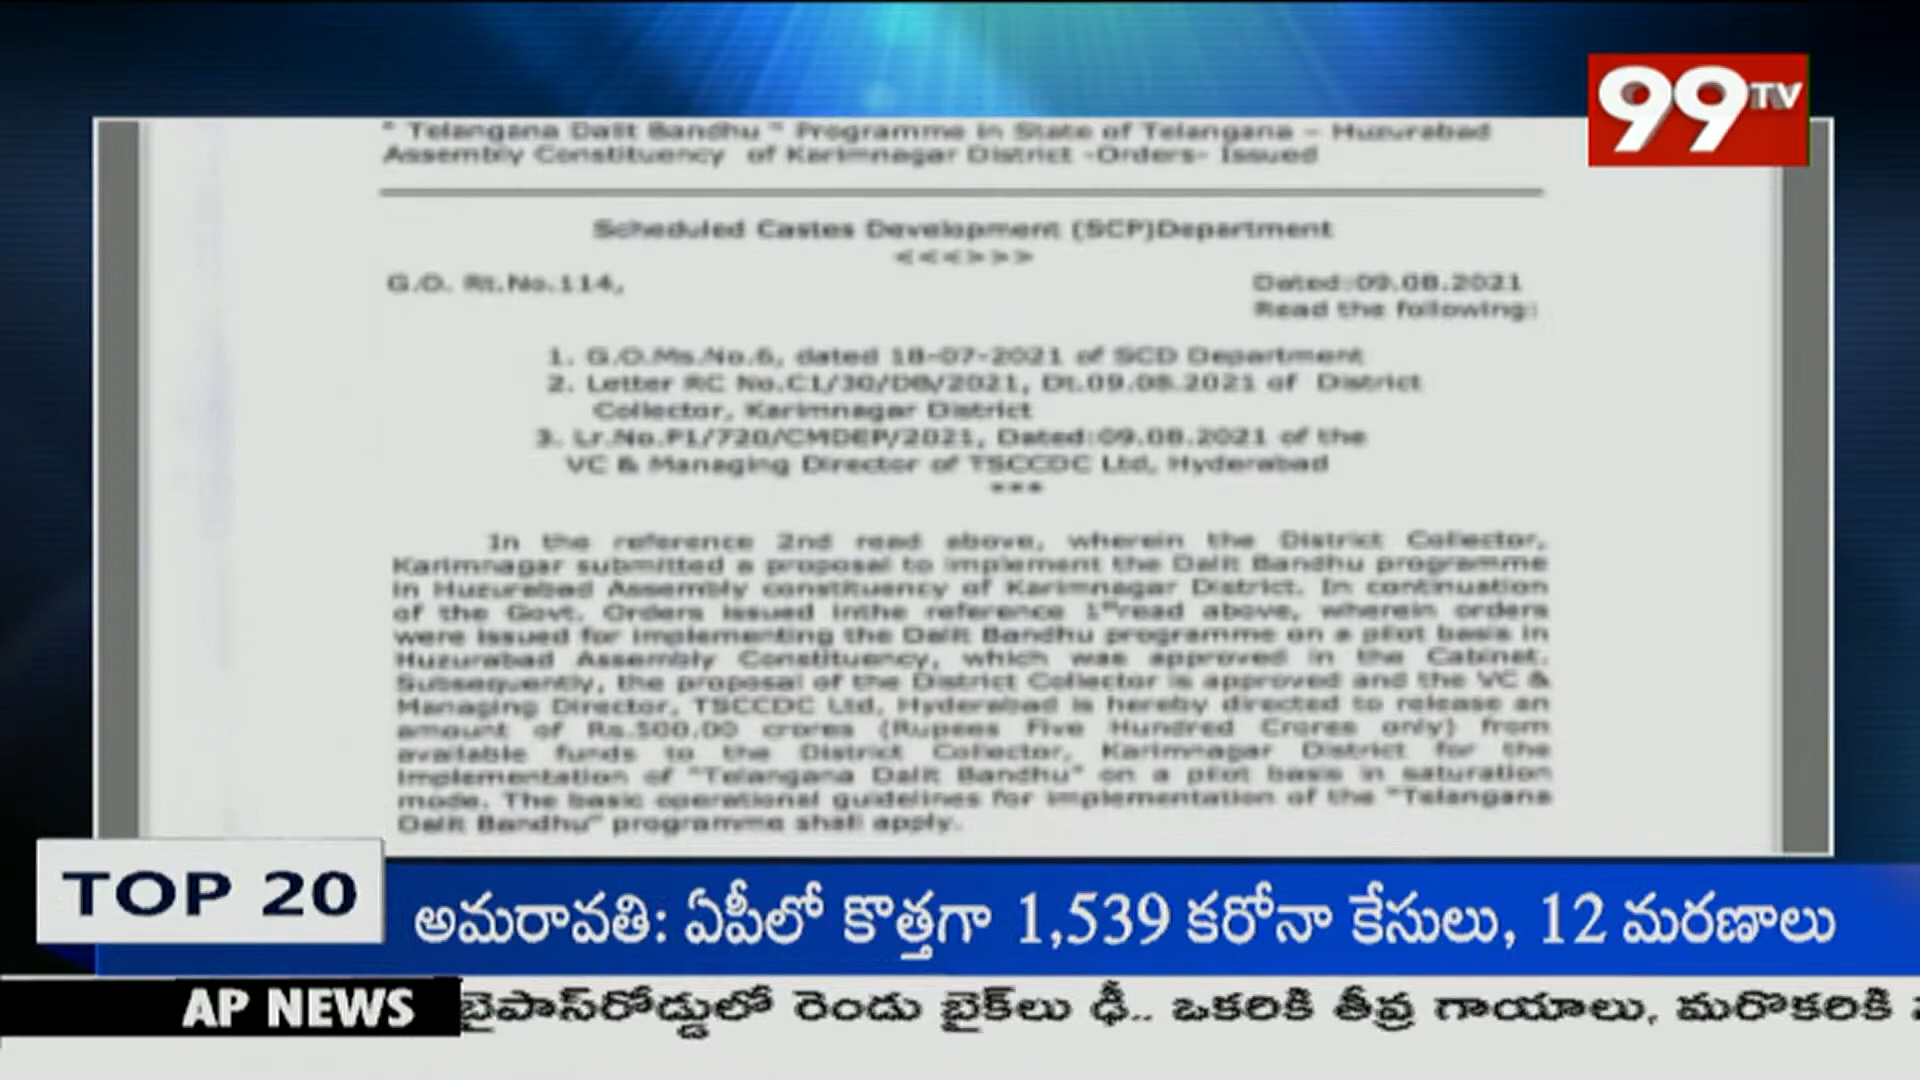 99 TV
" Telangana Dalit Bandhu " Programme in State of Telangana – Huzurabad
Assembly Constituency of Karimnagar District -Orders- Issued
Scheduled Castes Development (SCP)Department
<<<>>>
G.O. Rt.No.114,
Dated:09.08.2021
Read the following:
1. G.O.Ms.No.6, dated 18-07-2021 of SCD Department
2. Letter RC No.C1/30/DB/2021, Dt.09.08.2021 of District
Collector, Karimnagar District
3. Lr.No.P1/720/CMDEP/2021, Dated:09.08.2021 of the
VC & Managing Director of TSCCDC Ltd, Hyderabad
***
In the reference 2nd read above, wherein the District Collector,
Karimnagar submitted a proposal to implement the Dalit Bandhu programme
in Huzurabad Assembly constituency of Karimnagar District. In continuation
of the Govt. Orders issued inthe reference 1st read above, wherein orders
were issued for implementing the Dalit Bandhu programme on a pilot basis in
Huzurabad Assembly Constituency, which was approved in the Cabinet.
Subsequently, the proposal of the District Collector is approved and the VC &
Managing Director, TSCCDC Ltd, Hyderabad is hereby directed to release an
amount of Rs.500.00 crores (Rupees Five Hundred Crores only) from
available funds to the District Collector, Karimnagar District for the
implementation of "Telangana Dalit Bandhu" on a pilot basis in saturation
mode. The basic operational guidelines for implementation of the "Telangana
Dalit Bandhu" programme shall apply.
TOP 20
అమరావతి: ఏపీలో కొత్తగా 1,539 కరోనా కేసులు, 12 మరణాలు
AP NEWS
బైపాస్‌రోడ్డులో రెండు బైక్‌లు ఢీ.. ఒకరికి తీవ్ర గాయాలు, మరొకరికి